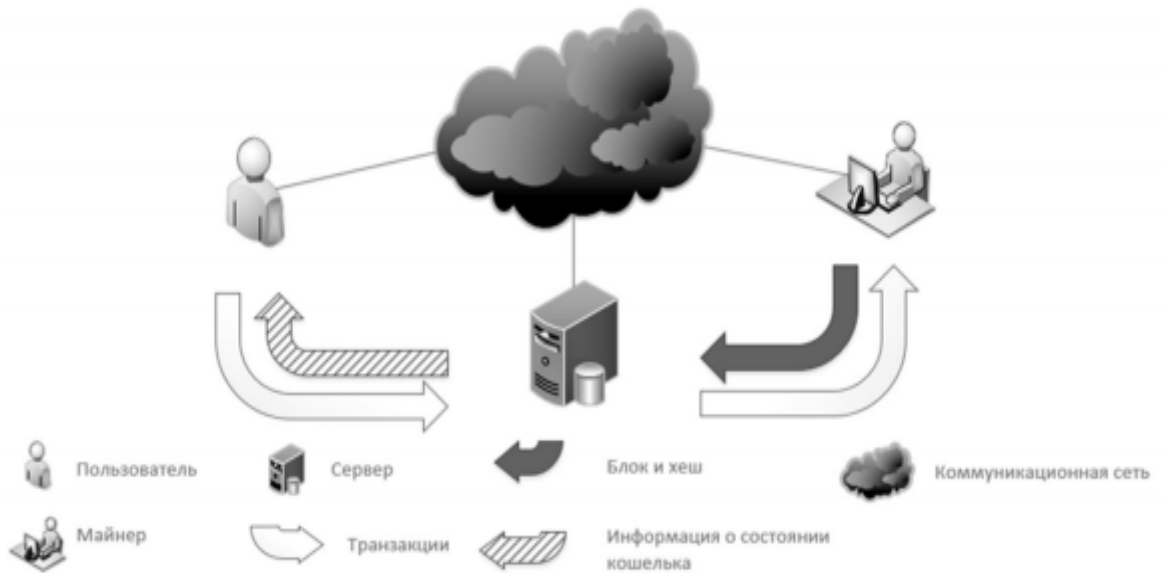 Пользователь
Сервер
Блок и хеш
Коммуникационная сеть
Майнер
Транзакции
Информация о состоянии
кошелька